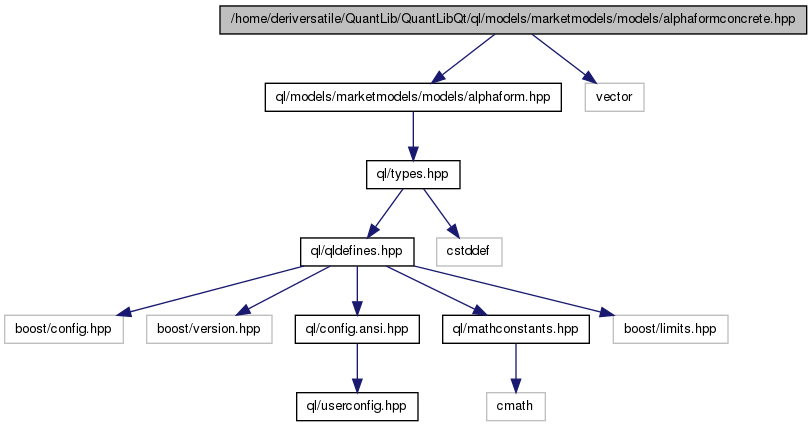 /home/deriversatile/QuantLib/QuantLibQt/ql/models/marketmodels/models/alphaformconcrete.hpp
ql/models/marketmodels/models/alphaform.hpp
vector
ql/types.hpp
ql/qldefines.hpp
cstddef
boost/config.hpp
boost/version.hpp
ql/config.ansi.hpp
ql/mathconstants.hpp
boost/limits.hpp
ql/userconfig.hpp
cmath